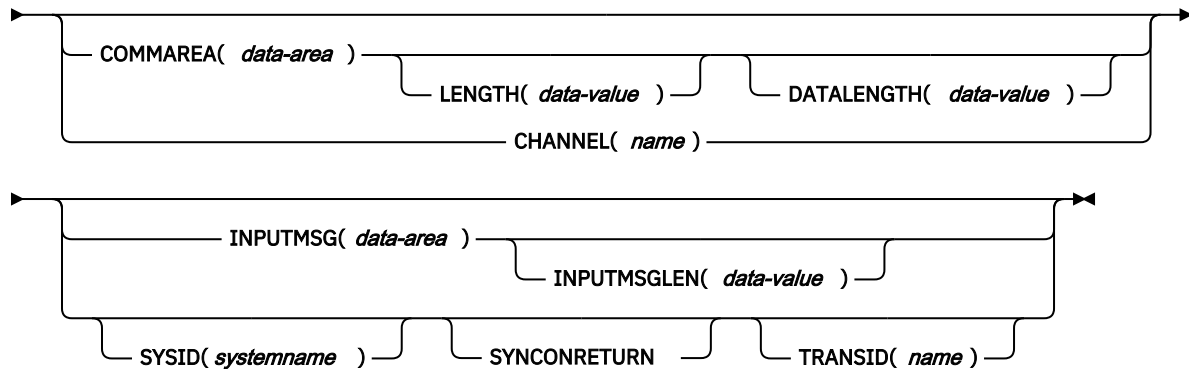 COMMAREA( data-area )
LENGTH( data-value )
DATALENGTH( data-value )
CHANNEL( name )
INPUTMSG( data-area )
INPUTMSGLEN( data-value )
SYSID( systemname )
SYNCONRETURN
TRANSID( name )